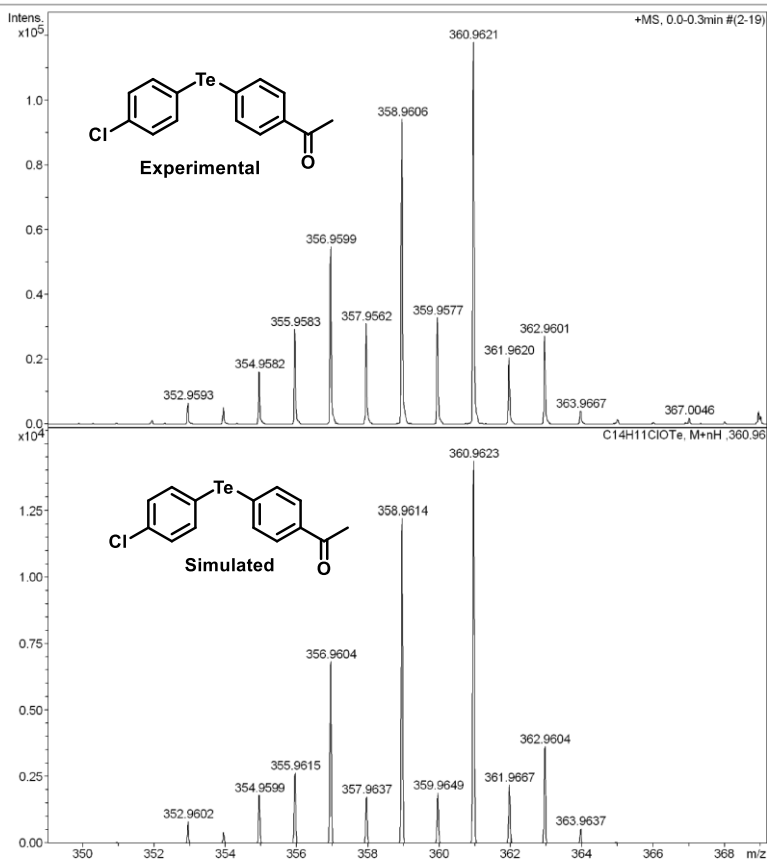 Intens.
x10⁵
+MS, 0.0-0.3min #(2-19)
360.9621
1.0
358.9606
Te
Cl
O
Experimental
0.8
0.6
356.9599
0.4
355.9583
357.9562
359.9577
362.9601
0.2
354.9582
361.9620
352.9593
363.9667
367.0046
0.0
x10⁴
C14H11ClOTe, M+nH ,360.96
360.9623
1.25
358.9614
Te
Cl
O
Simulated
1.00
0.75
356.9604
0.50
362.9604
0.25
355.9615
354.9599
357.9637
359.9649
361.9667
352.9602
363.9637
0.00
350 352 354 356 358 360 362 364 366 368 m/z